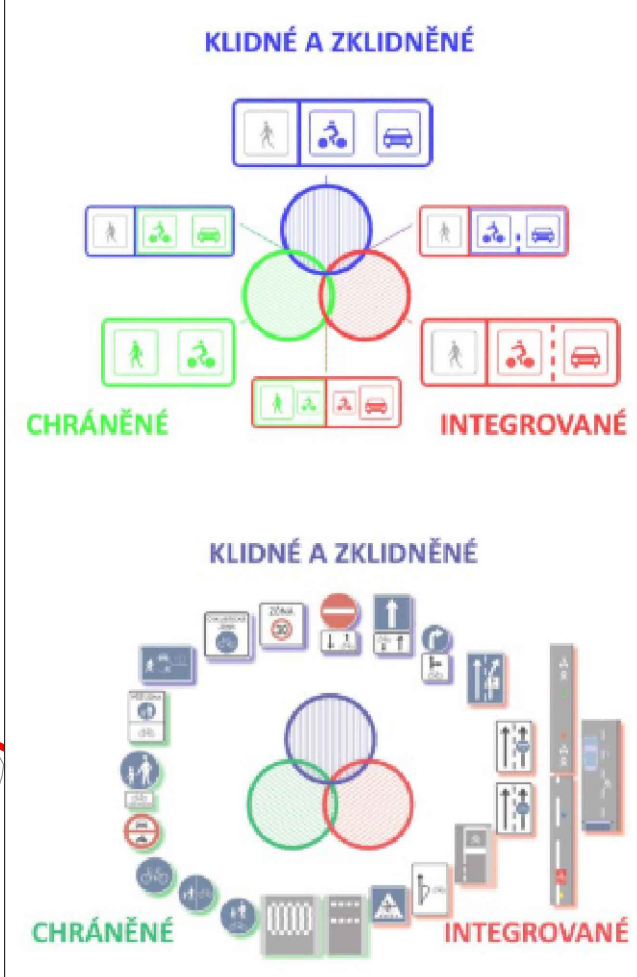 KLIDNÉ A ZKLIDNĚNÉ
CHRÁNĚNÉ
INTEGROVANÉ
KLIDNÉ A ZKLIDNĚNÉ
ZÓNA
30
CHRÁNĚNÉ
INTEGROVANÉ